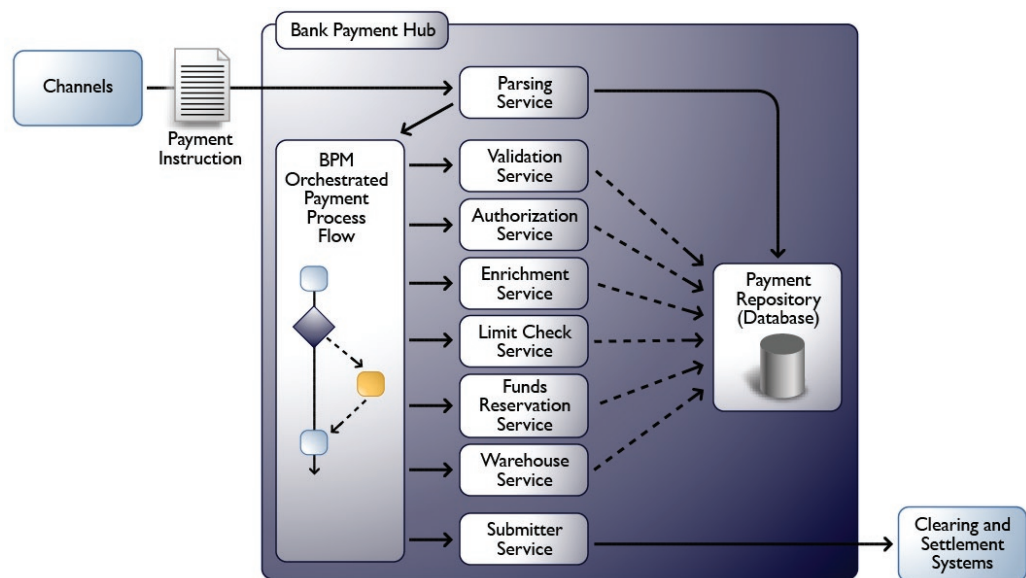 Bank Payment Hub
Channels
Payment
Instruction
Parsing
Service
BPM
Orchestrated
Payment
Process
Flow
Validation
Service
Authorization
Service
Enrichment
Service
Limit Check
Service
Funds
Reservation
Service
Warehouse
Service
Submitter
Service
Payment
Repository
(Database)
Clearing and
Settlement
Systems